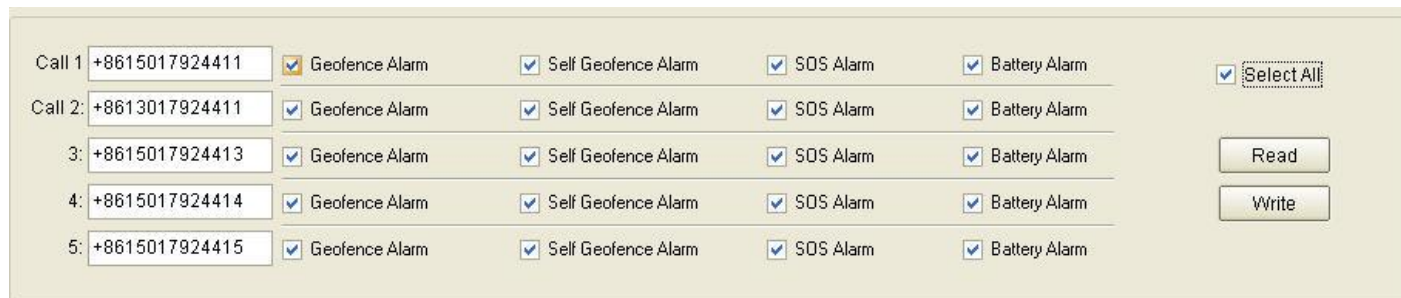 Call 1 +8615017924411 Geofence Alarm Self Geofence Alarm SOS Alarm Battery Alarm
Select All
Call 2: +8613017924411 Geofence Alarm Self Geofence Alarm SOS Alarm Battery Alarm
3: +8615017924413 Geofence Alarm Self Geofence Alarm SOS Alarm Battery Alarm
Read
4: +8615017924414 Geofence Alarm Self Geofence Alarm SOS Alarm Battery Alarm
Write
5: +8615017924415 Geofence Alarm Self Geofence Alarm SOS Alarm Battery Alarm